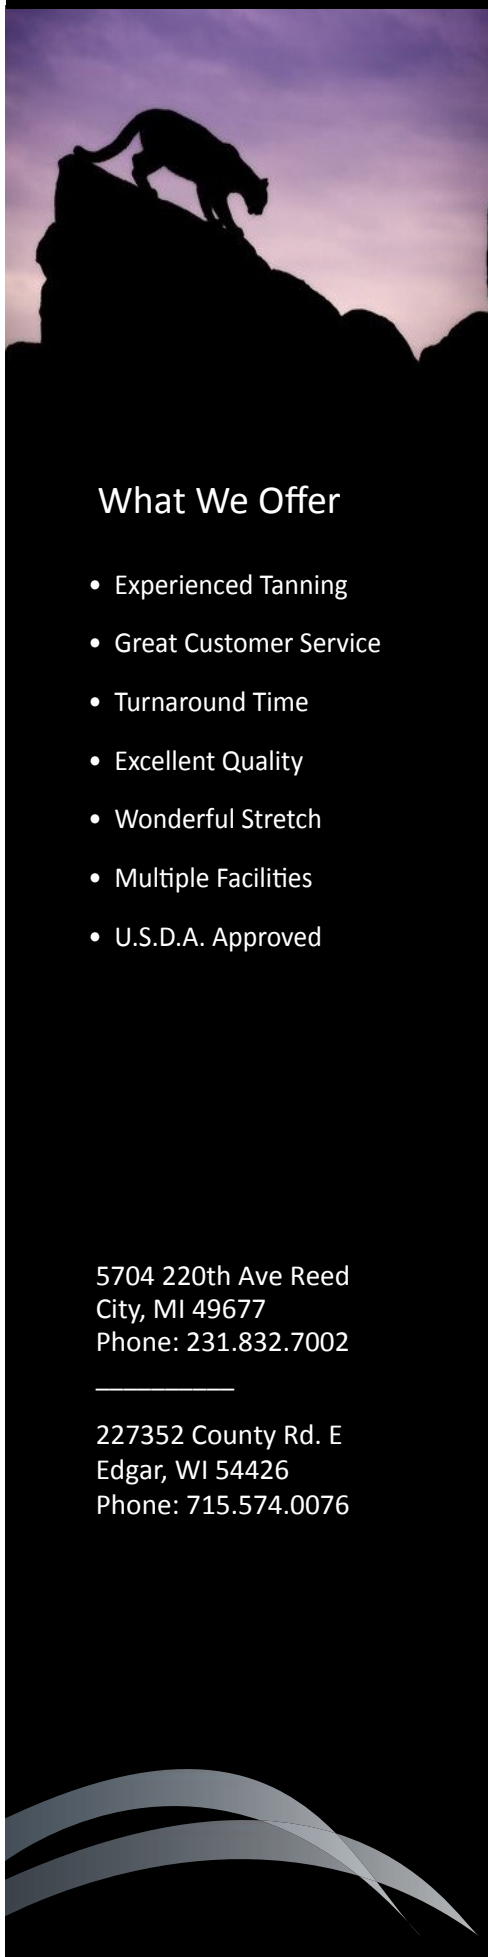 What We Offer
• Experienced Tanning
• Great Customer Service
• Turnaround Time
• Excellent Quality
• Wonderful Stretch
• Multiple Facilities
• U.S.D.A. Approved
5704 220th Ave Reed
City, MI 49677
Phone: 231.832.7002
__________
227352 County Rd. E
Edgar, WI 54426
Phone: 715.574.0076